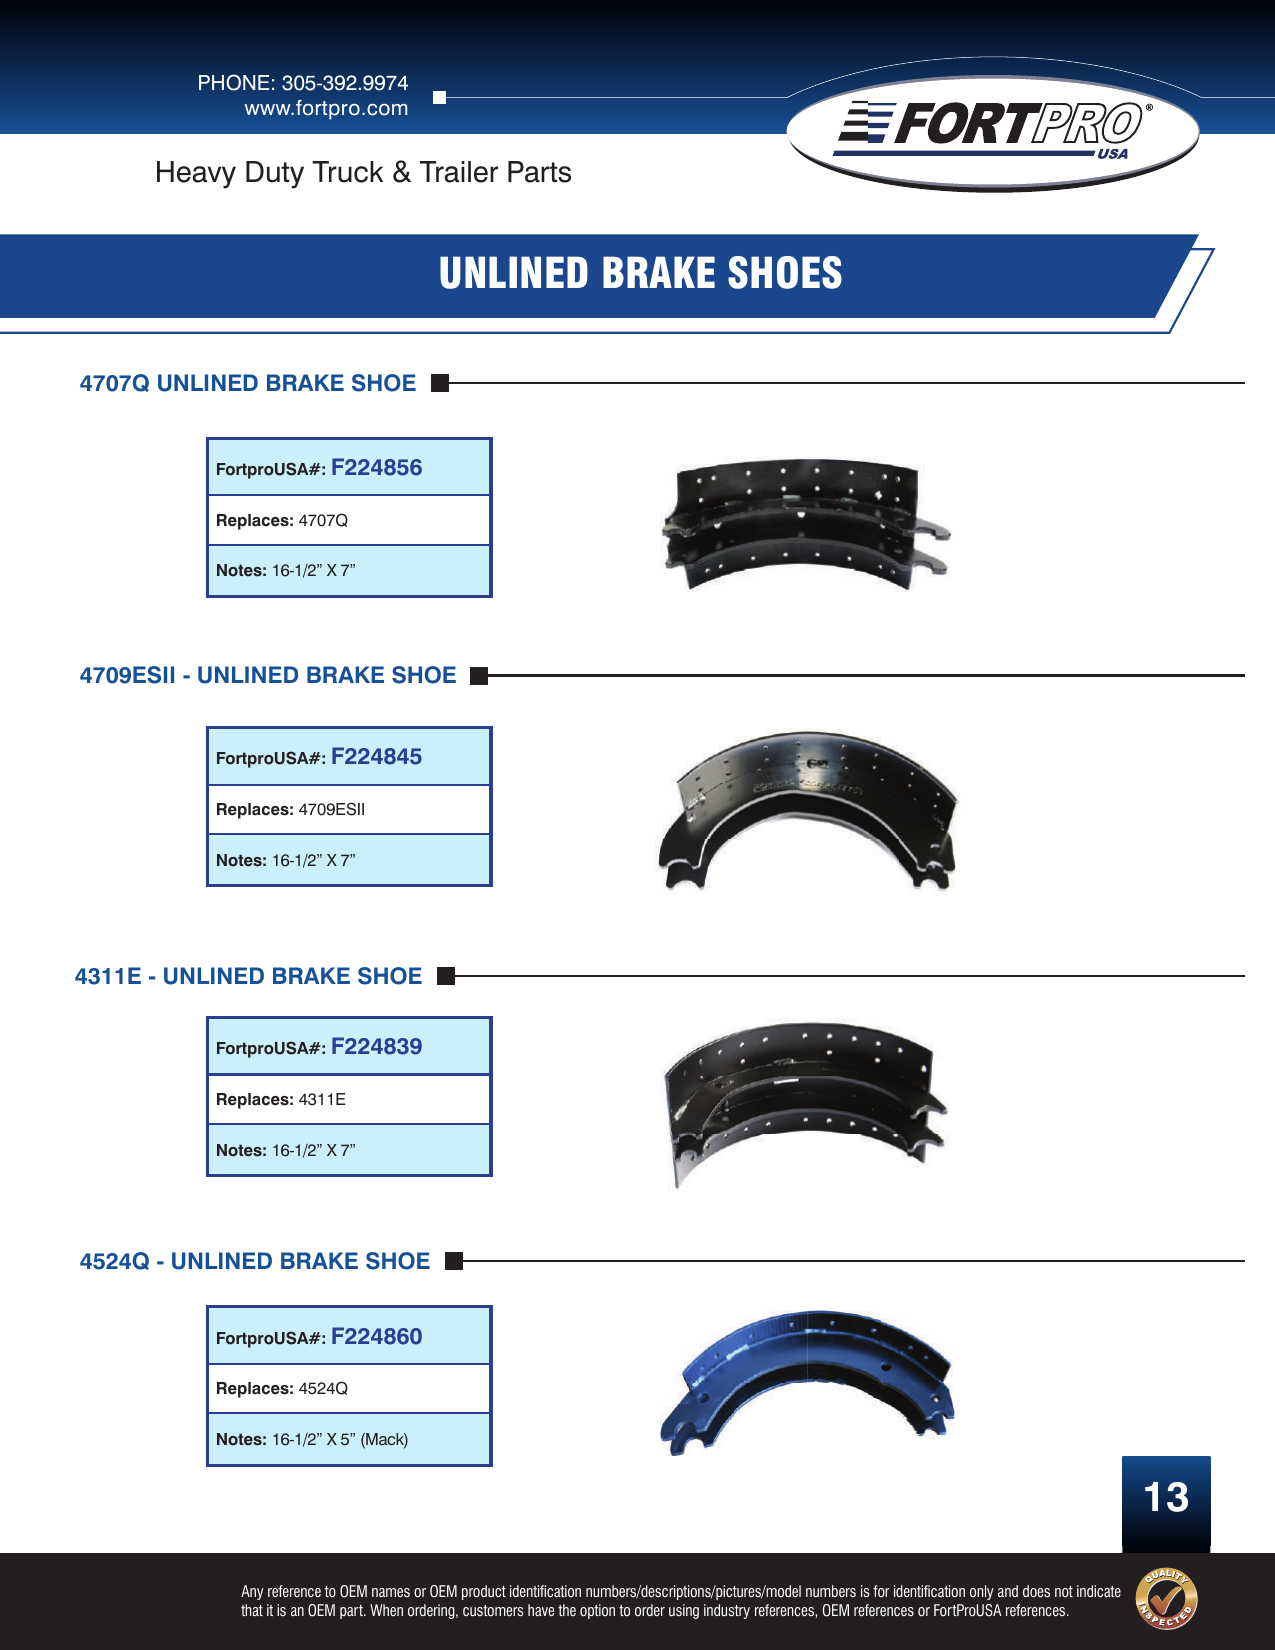 PHONE: 305-392.9974
www.fortpro.com
FORTPRO®
USA
Heavy Duty Truck & Trailer Parts
UNLINED BRAKE SHOES
4707Q UNLINED BRAKE SHOE
FortproUSA#: F224856
Replaces: 4707Q
Notes: 16-1/2” X 7”
4709ESII - UNLINED BRAKE SHOE
FortproUSA#: F224845
Replaces: 4709ESII
Notes: 16-1/2” X 7”
4311E - UNLINED BRAKE SHOE
FortproUSA#: F224839
Replaces: 4311E
Notes: 16-1/2” X 7”
4524Q - UNLINED BRAKE SHOE
FortproUSA#: F224860
Replaces: 4524Q
Notes: 16-1/2” X 5” (Mack)
13
Any reference to OEM names or OEM product identification numbers/descriptions/pictures/model numbers is for identification only and does not indicate
that it is an OEM part. When ordering, customers have the option to order using industry references, OEM references or FortProUSA references.
QUALITY
INSPECTED